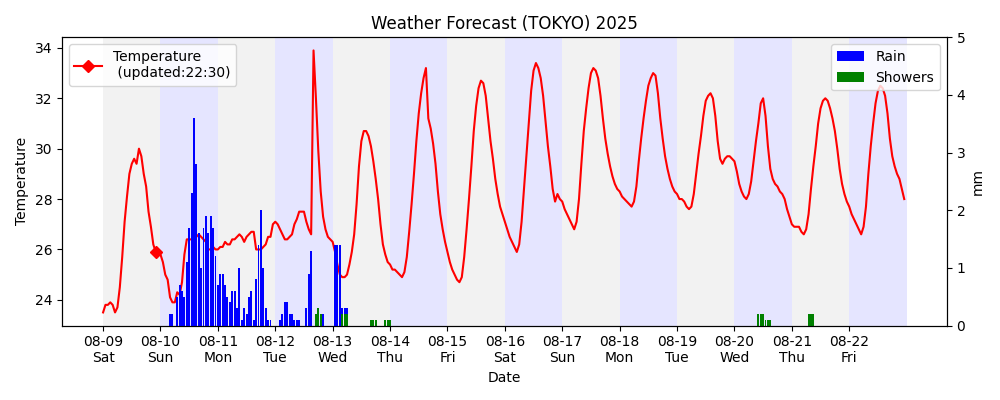 Weather Forecast (TOKYO) 2025
Temperature
(updated:22:30)
Rain
Showers
Temperature
34
32
30
28
26
24
5
4
3
2
1
0
mm
08-09 08-10 08-11 08-12 08-13 08-14 08-15 08-16 08-17 08-18 08-19 08-20 08-21 08-22
Sat Sun Mon Tue Wed Thu Fri Sat Sun Mon Tue Wed Thu Fri
Date